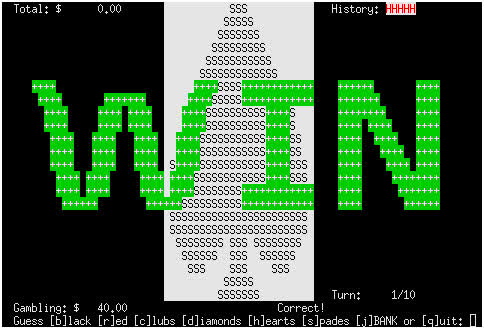 Total: $ 0.00
History: HHHHH
WIN
Turn: 1/10
Gambling: $ 40.00
Correct!
Guess [b]lack [r]ed [c]lubs [d]iamonds [h]earts [s]pades [j]BANK or [q]uit: